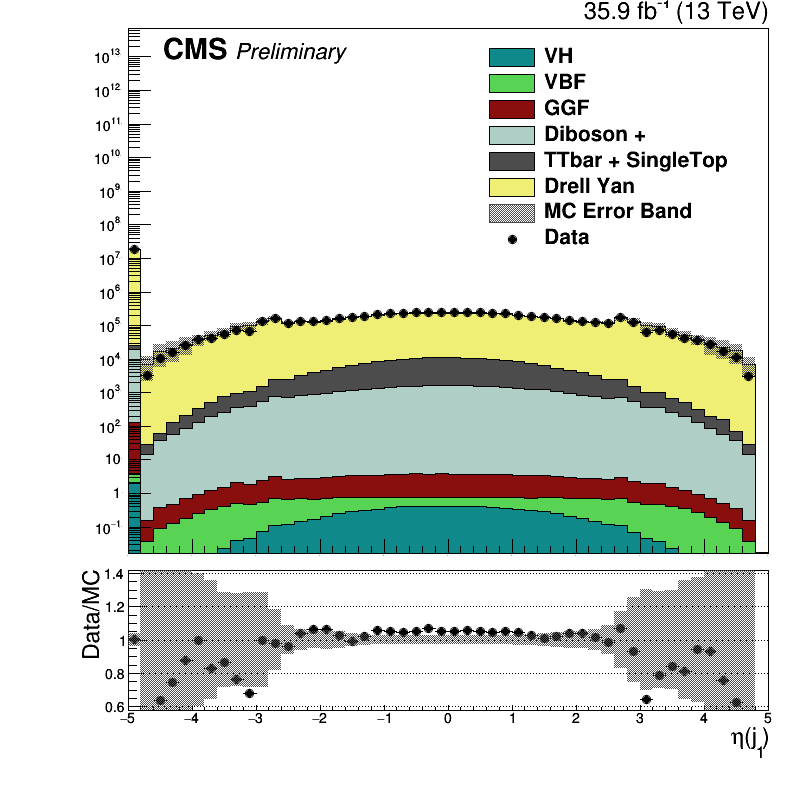 35.9 fb⁻¹ (13 TeV)
CMS Preliminary
VH
VBF
GGF
Diboson +
TTbar + SingleTop
Drell Yan
MC Error Band
Data
10¹³
10¹²
10¹¹
10¹⁰
10⁹
10⁸
10⁷
10⁶
10⁵
10⁴
10³
10²
10
1
10⁻¹
Data/MC
1.4
1.2
1
0.8
0.6
−5 −4 −3 −2 −1 0 1 2 3 4 5
η(j₁)